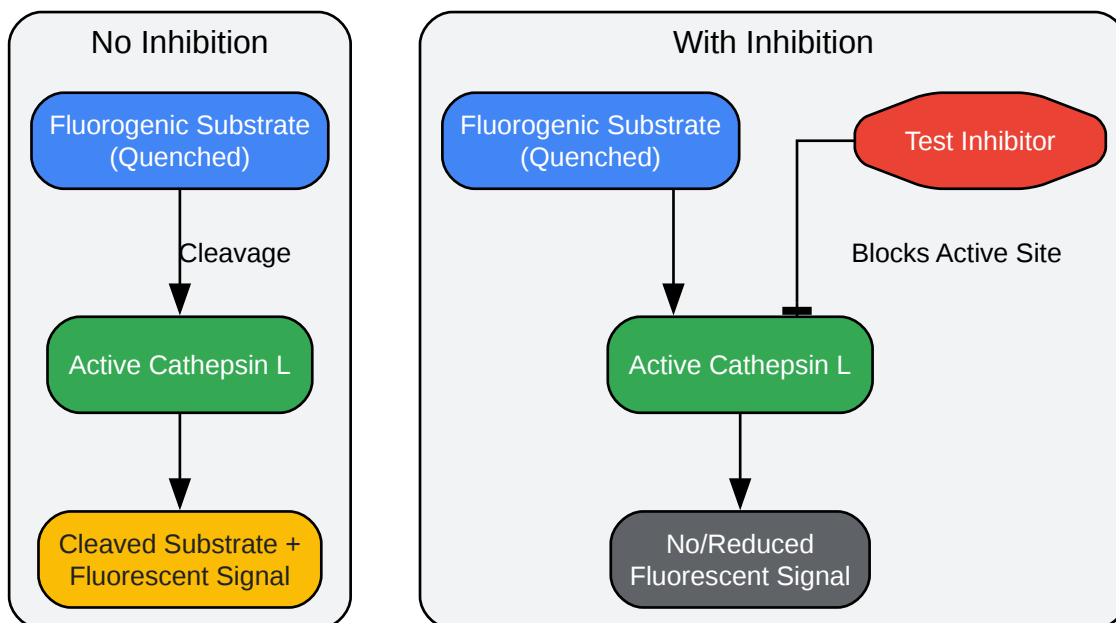 No Inhibition
Fluorogenic Substrate
(Quenched)
Cleavage
Active Cathepsin L
Cleaved Substrate +
Fluorescent Signal
With Inhibition
Fluorogenic Substrate
(Quenched)
Test Inhibitor
Blocks Active Site
Active Cathepsin L
No/Reduced
Fluorescent Signal